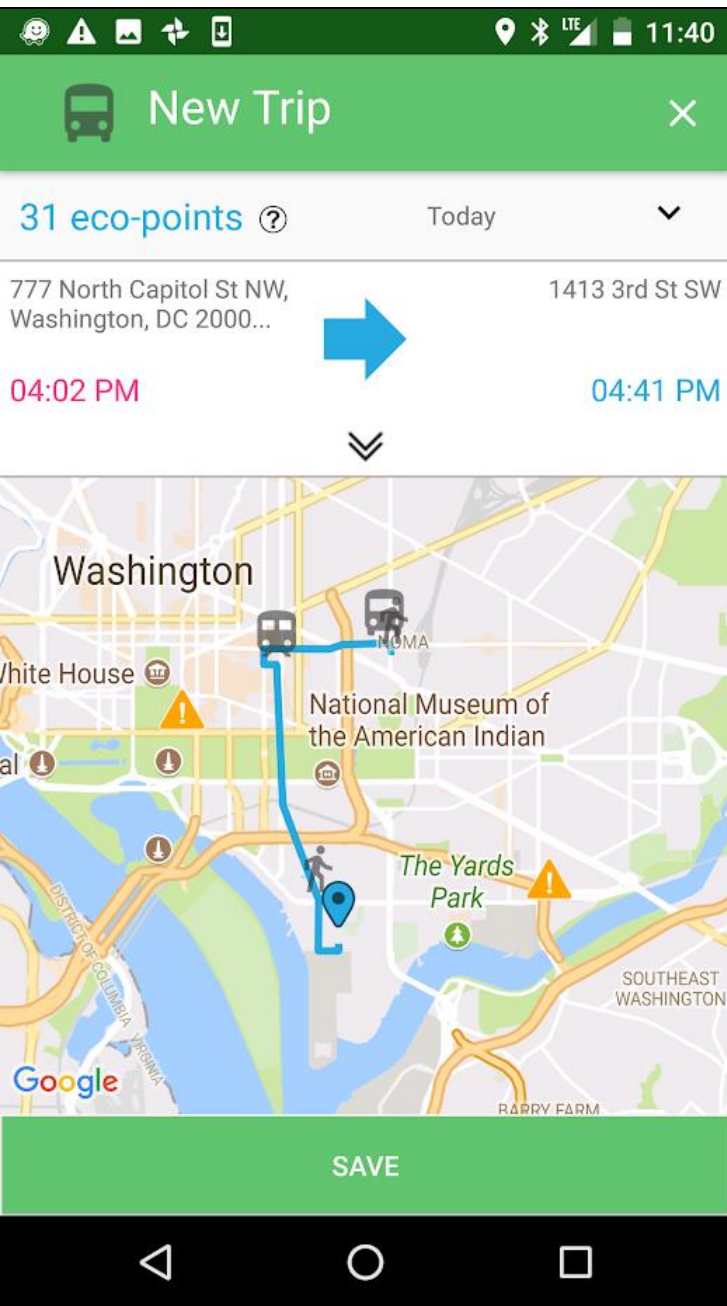 LTE 11:40
New Trip
31 eco-points ? Today
777 North Capitol St NW,
Washington, DC 2000...
1413 3rd St SW
04:02 PM
04:41 PM
Washington
NOMA
White House
National Museum of
the American Indian
al
The Yards
Park
DISTRICT OF COLUMBIA
VIRGINIA
SOUTHEAST
WASHINGTON
Google
BARRY FARM
SAVE